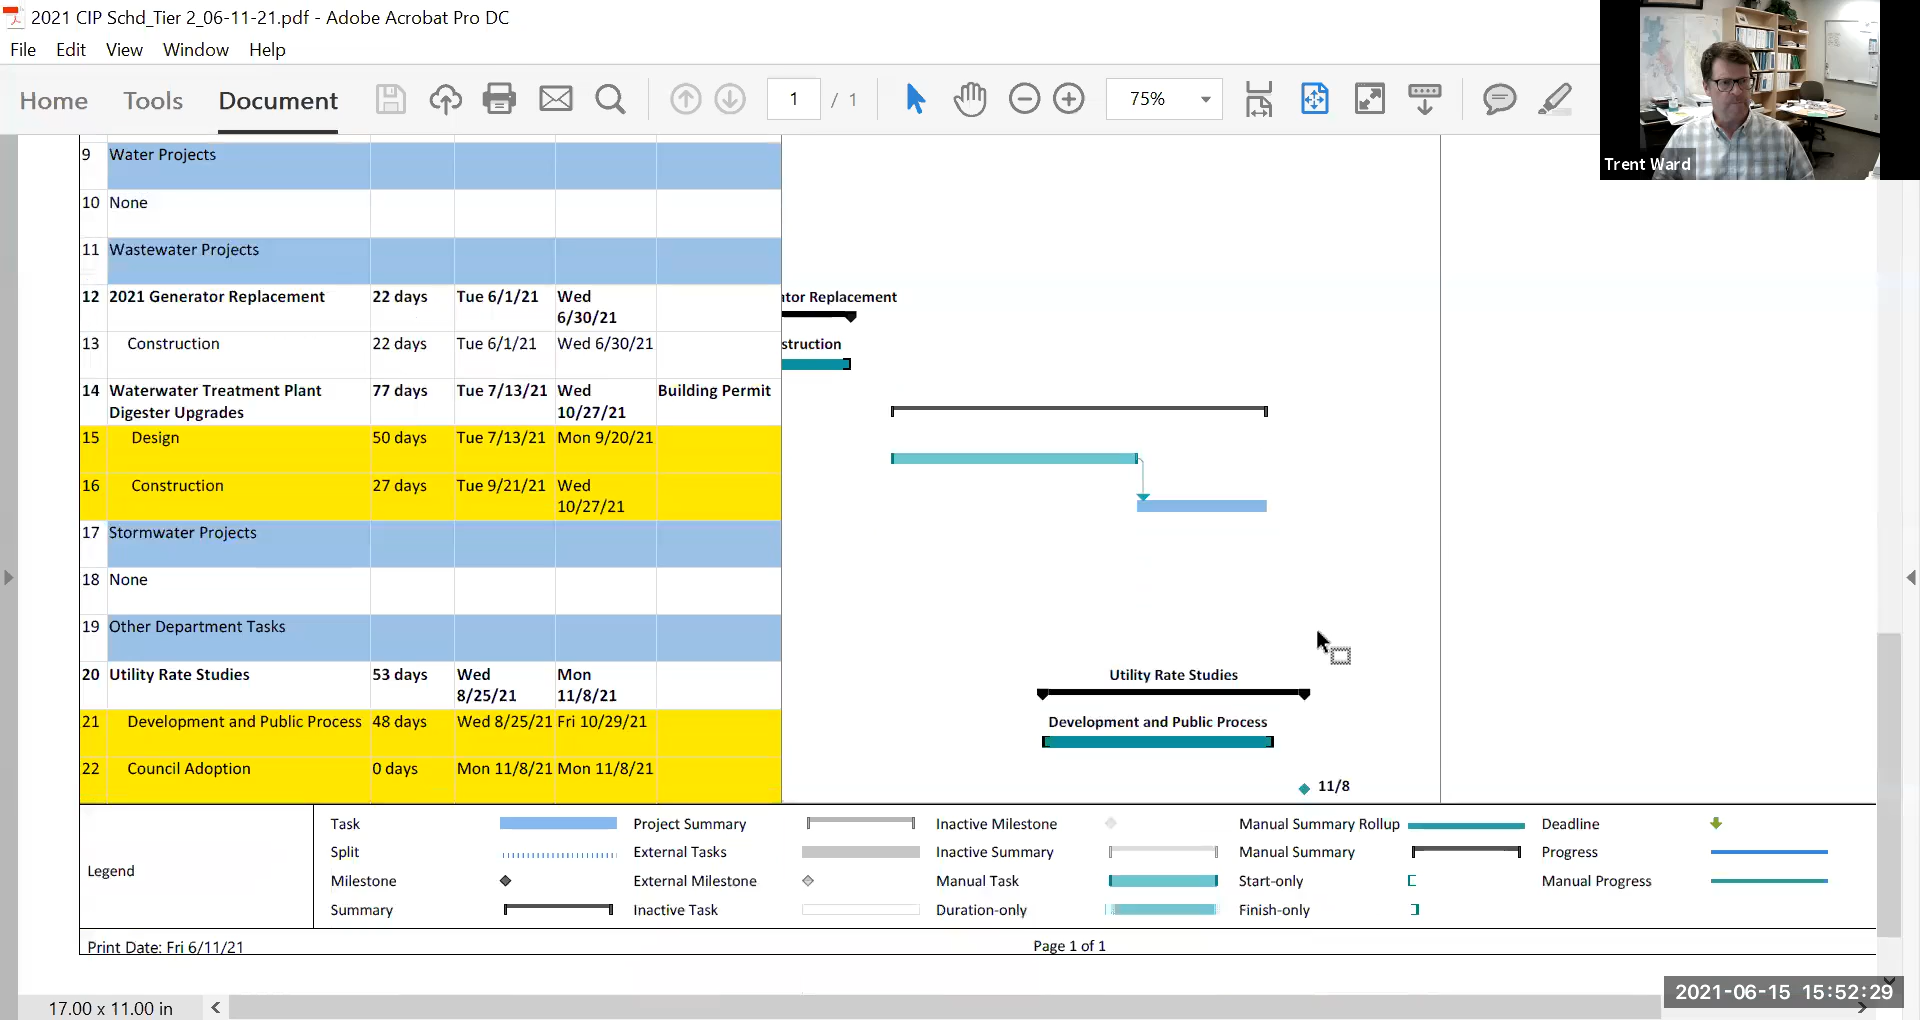 2021 CIP Schd_Tier 2_06-11-21.pdf - Adobe Acrobat Pro DC
File Edit View Window Help
Home Tools Document 1 / 1 75%
Trent Ward
9 Water Projects
10 None
11 Wastewater Projects
12 2021 Generator Replacement 22 days Tue 6/1/21 Wed
6/30/21
tor Replacement
13 Construction 22 days Tue 6/1/21 Wed 6/30/21
struction
14 Waterwater Treatment Plant 77 days Tue 7/13/21 Wed Building Permit
Digester Upgrades 10/27/21
15 Design 50 days Tue 7/13/21 Mon 9/20/21
16 Construction 27 days Tue 9/21/21 Wed
10/27/21
17 Stormwater Projects
18 None
19 Other Department Tasks
20 Utility Rate Studies 53 days Wed Mon
8/25/21 11/8/21
Utility Rate Studies
21 Development and Public Process 48 days Wed 8/25/21 Fri 10/29/21
Development and Public Process
22 Council Adoption 0 days Mon 11/8/21 Mon 11/8/21
11/8
Legend
Task Project Summary Inactive Milestone Manual Summary Rollup Deadline
Split External Tasks Inactive Summary Manual Summary Progress
Milestone External Milestone Manual Task Start-only Manual Progress
Summary Inactive Task Duration-only Finish-only
Print Date: Fri 6/11/21 Page 1 of 1
17.00 x 11.00 in
2021-06-15 15:52:29